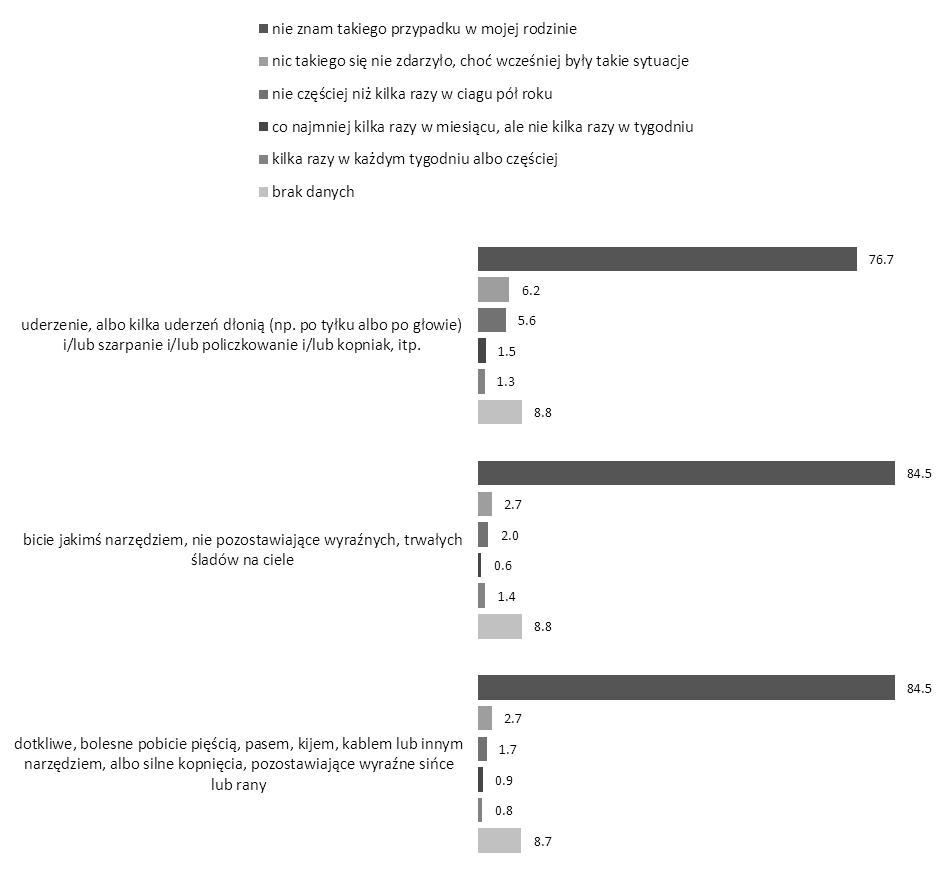 nie znam takiego przypadku w mojej rodzinie
nic takiego się nie zdarzyło, choć wcześniej były takie sytuacje
nie częściej niż kilka razy w ciagu pół roku
co najmniej kilka razy w miesiącu, ale nie kilka razy w tygodniu
kilka razy w każdym tygodniu albo częściej
brak danych
76.7
6.2
5.6
uderzenie, albo kilka uderzeń dłonią (np. po tyłku albo po głowie)
i/lub szarpanie i/lub policzkowanie i/lub kopniak, itp.
1.5
1.3
8.8
84.5
2.7
2.0
bicie jakimś narzędziem, nie pozostawiające wyraźnych, trwałych
śladów na ciele
0.6
1.4
8.8
84.5
2.7
1.7
dotkliwe, bolesne pobicie pięścią, pasem, kijem, kablem lub innym
narzędziem, albo silne kopnięcia, pozostawiające wyraźne sińce
lub rany
0.9
0.8
8.7